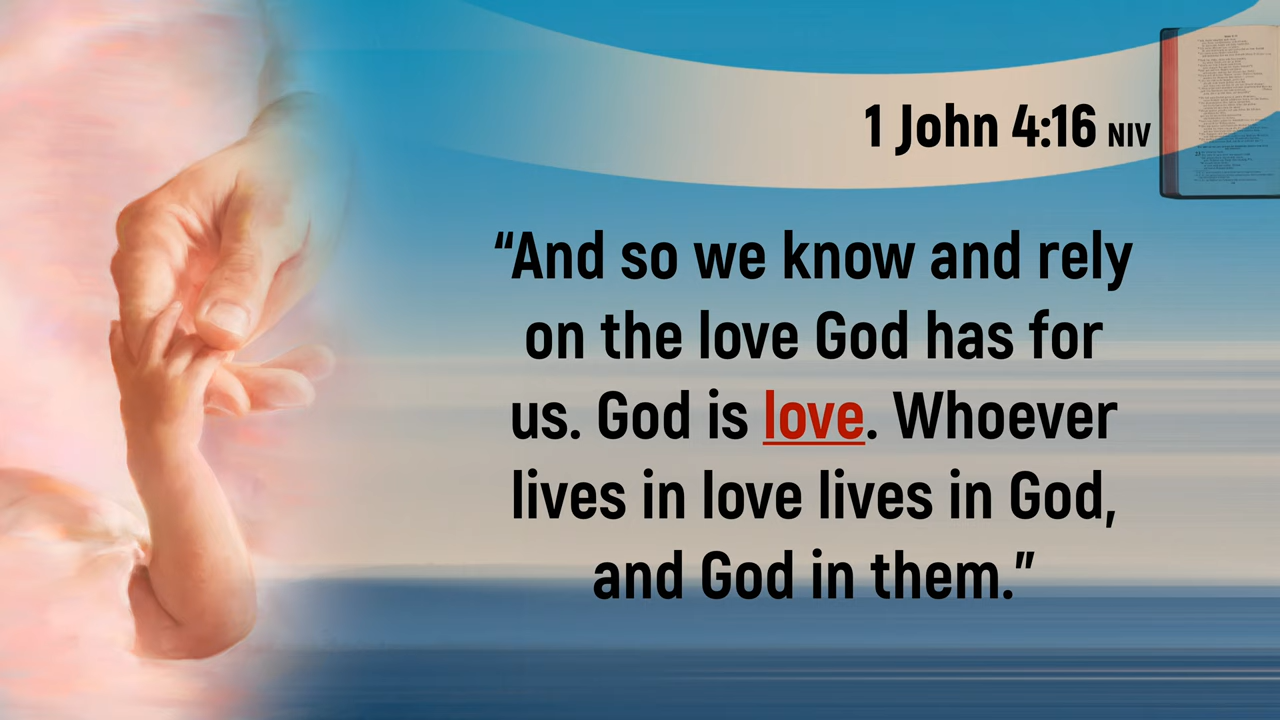 1 John 4:16 NIV
“And so we know and rely
on the love God has for
us. God is love. Whoever
lives in love lives in God,
and God in them.”